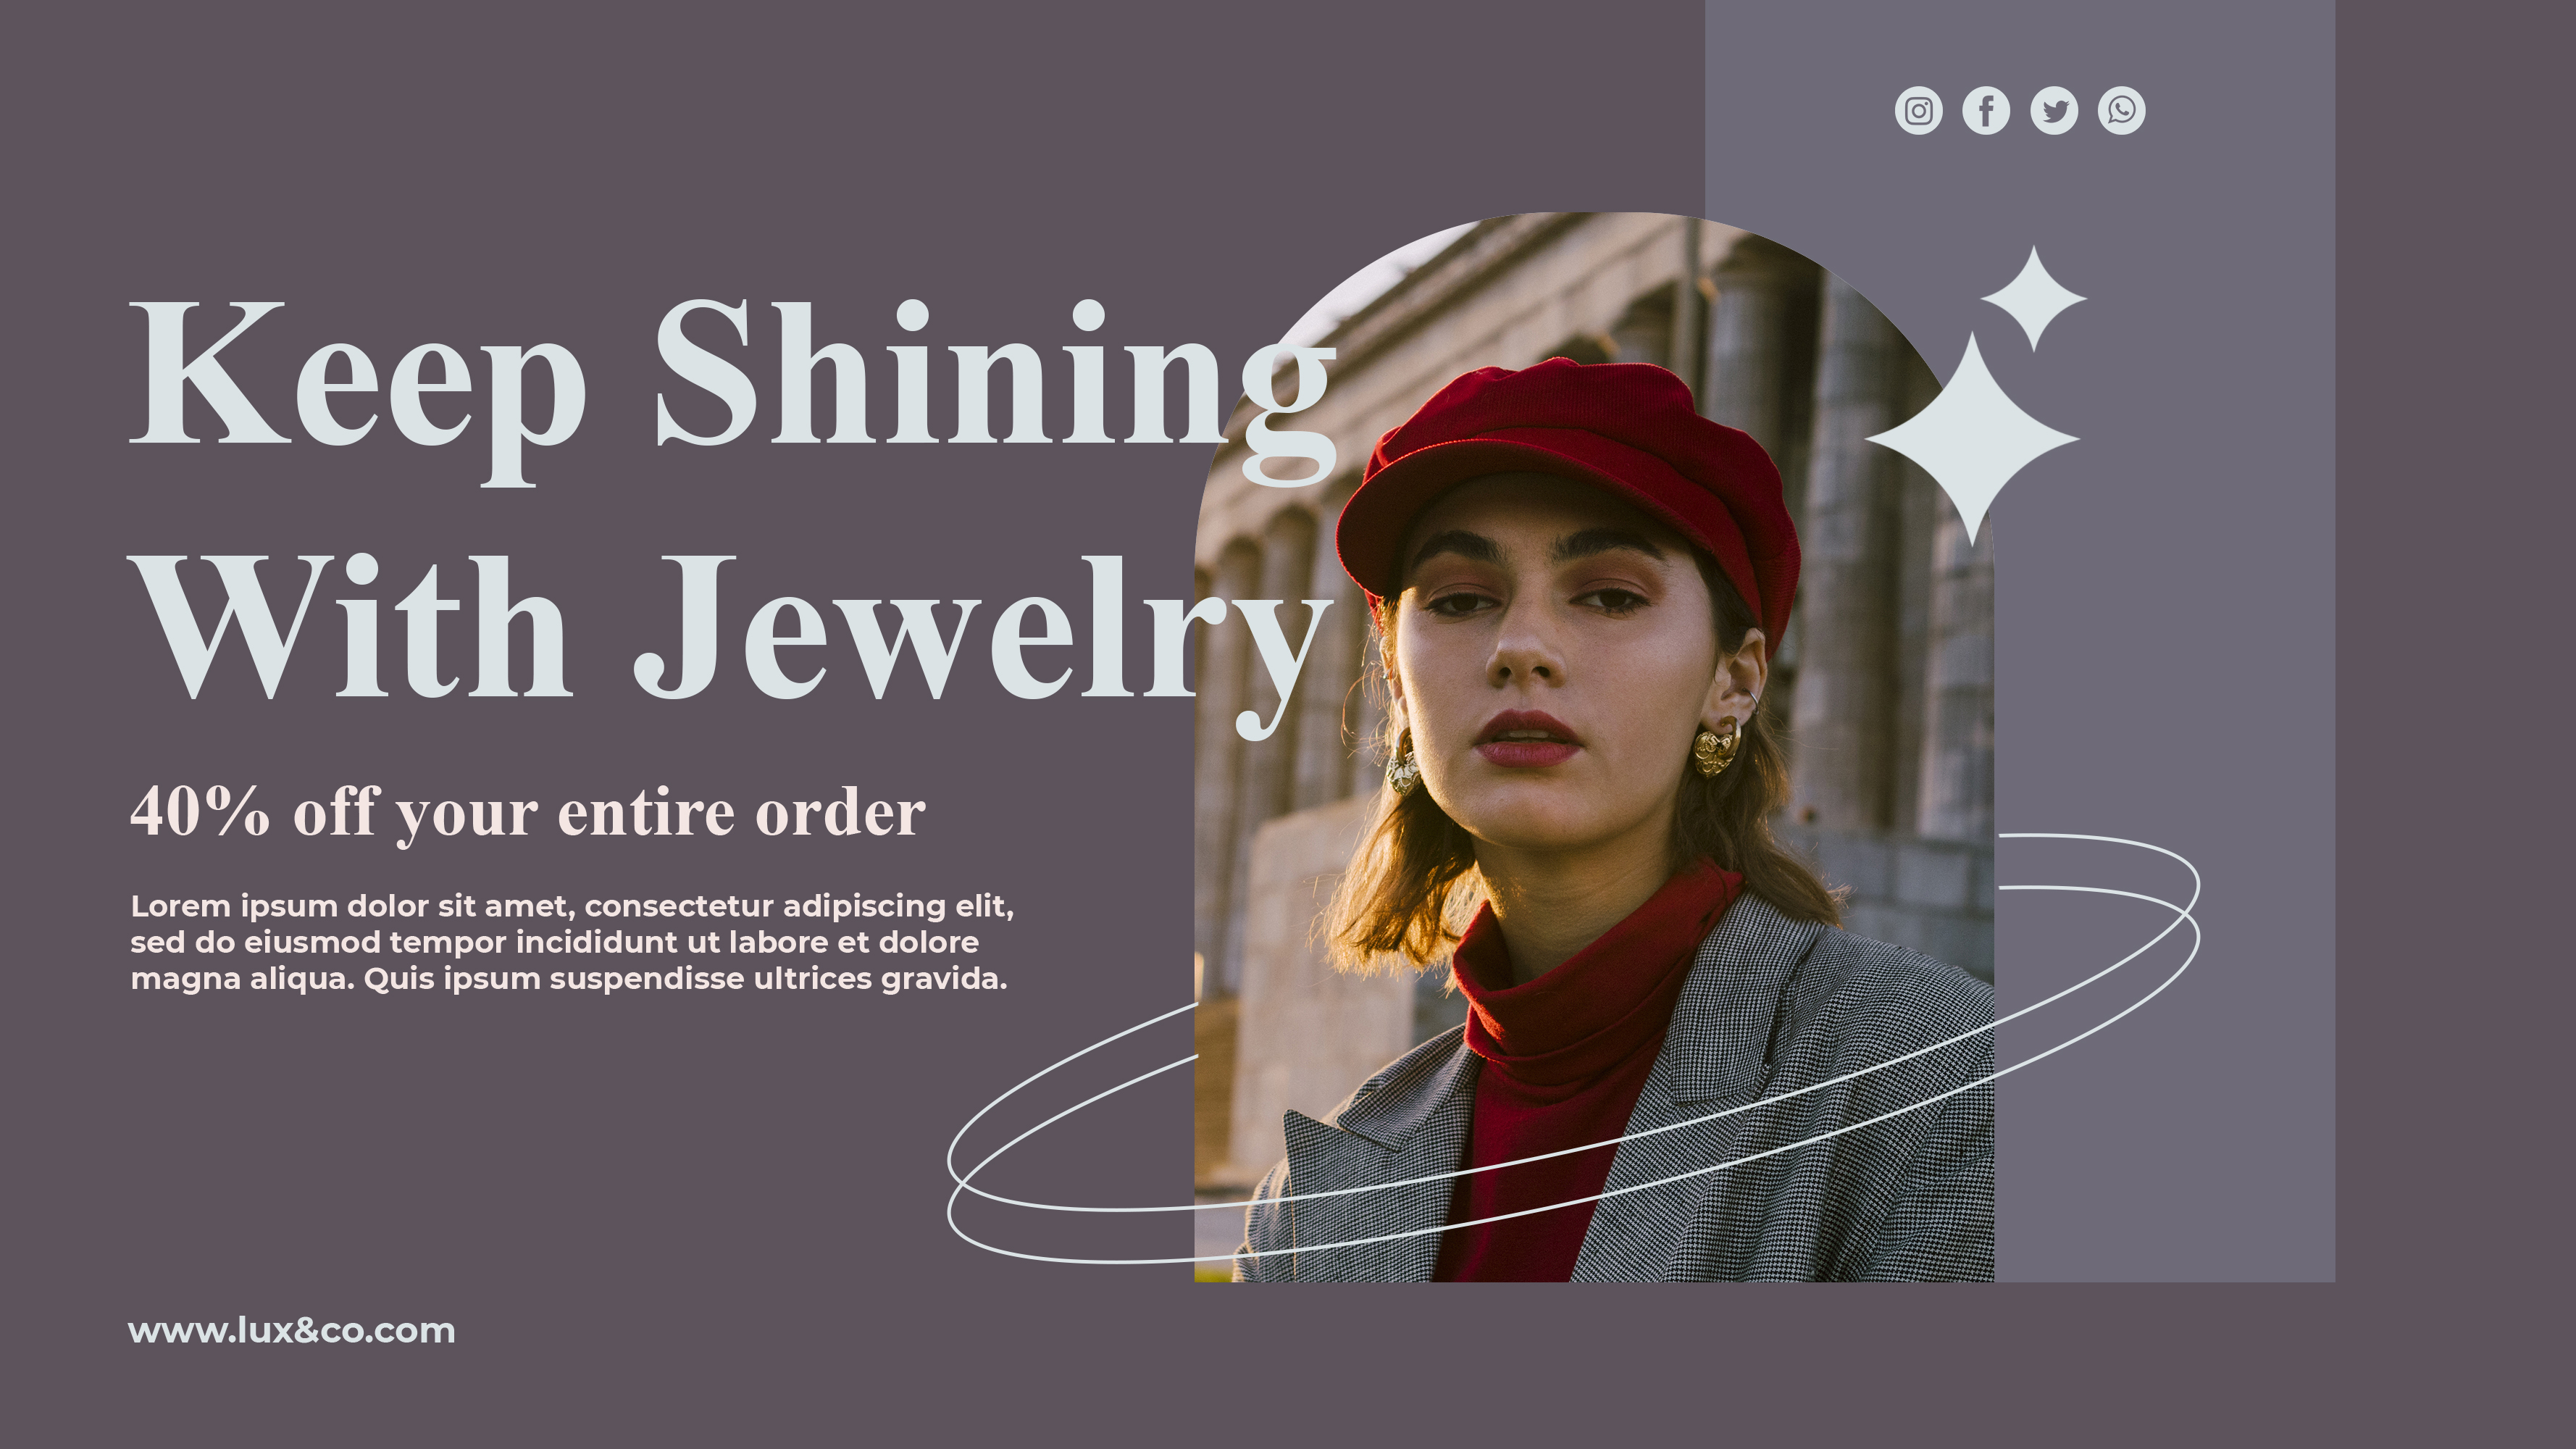 Keep Shining
With Jewelry
40% off your entire order
Lorem ipsum dolor sit amet, consectetur adipiscing elit,
sed do eiusmod tempor incididunt ut labore et dolore
magna aliqua. Quis ipsum suspendisse ultrices gravida.
www.lux&co.com